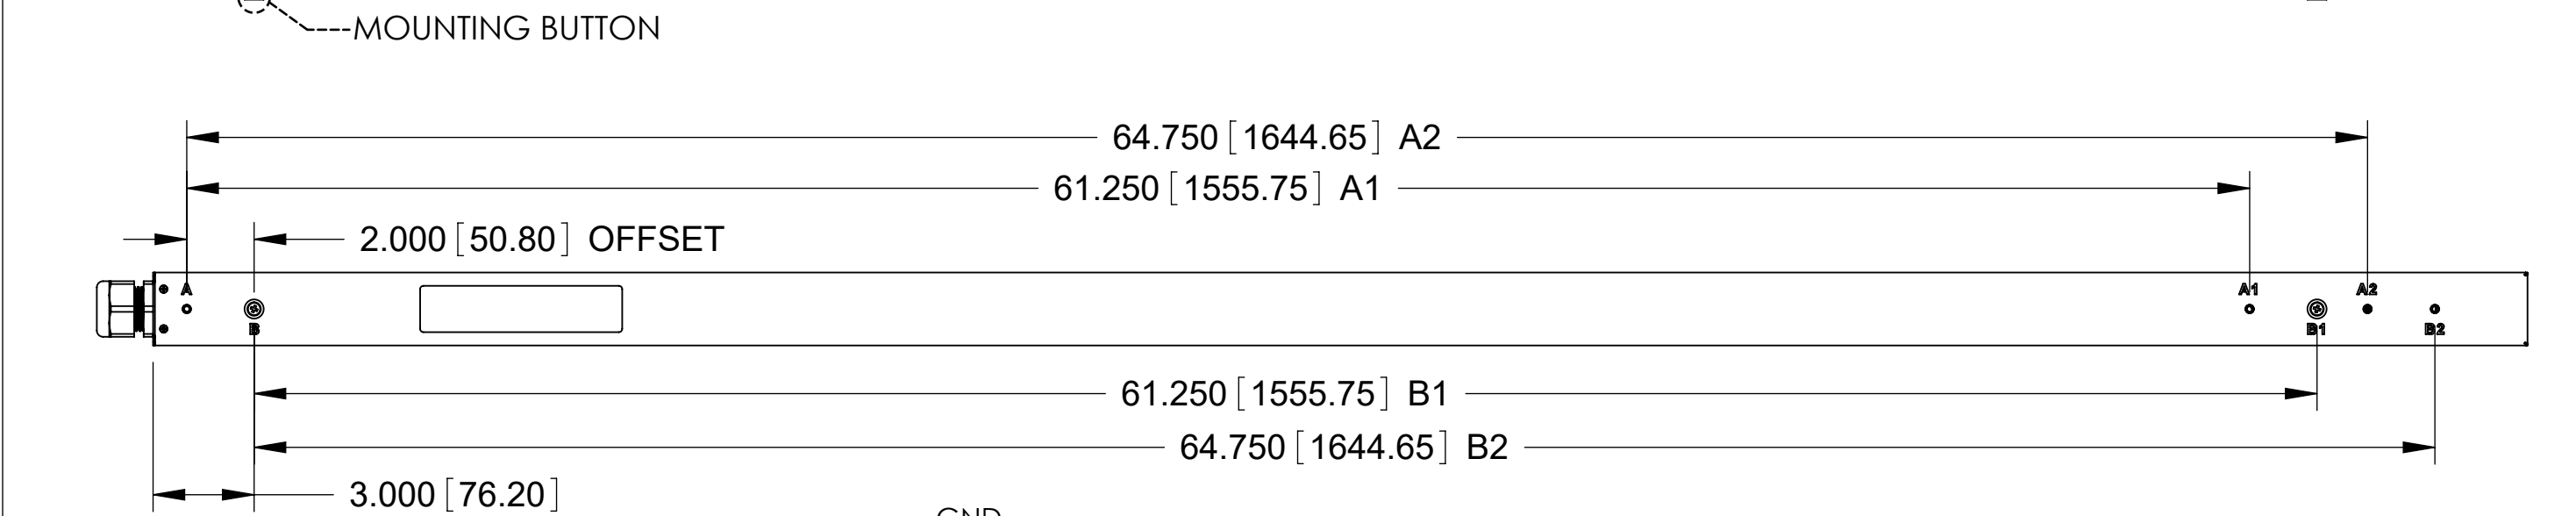 MOUNTING BUTTON
64.750 [1644.65] A2
61.250 [1555.75] A1
2.000 [50.80] OFFSET
A
A1
A2
B
B1
B2
61.250 [1555.75] B1
64.750 [1644.65] B2
3.000 [76.20]
GND